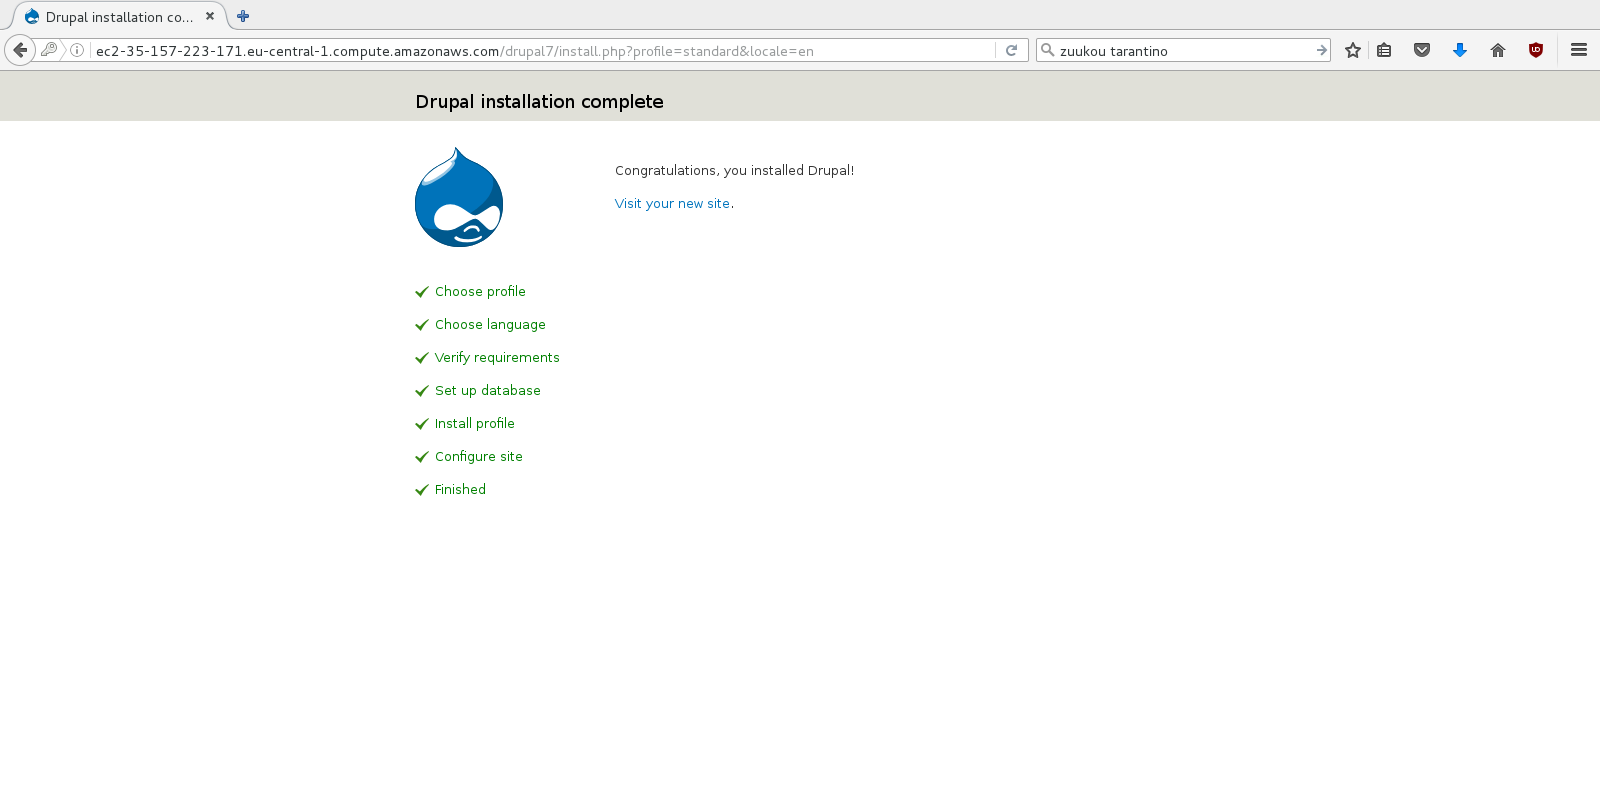 Drupal installation co...
ec2-35-157-223-171.eu-central-1.compute.amazonaws.com/drupal7/install.php?profile=standard&locale=en
zuukou tarantino
Drupal installation complete
Congratulations, you installed Drupal!
Visit your new site.
Choose profile
Choose language
Verify requirements
Set up database
Install profile
Configure site
Finished